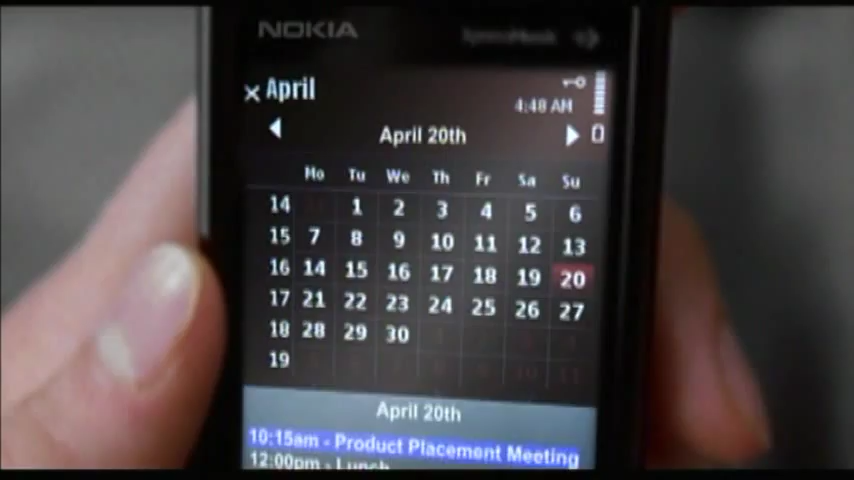 NOKIA
April
4:48 AM
April 20th
Mo Tu We Th Fr Sa Su
14 1 2 3 4 5 6
15 7 8 9 10 11 12 13
16 14 15 16 17 18 19 20
17 21 22 23 24 25 26 27
18 28 29 30
19
April 20th
10:15am - Product Placement Meeting
12:00pm - Lunch